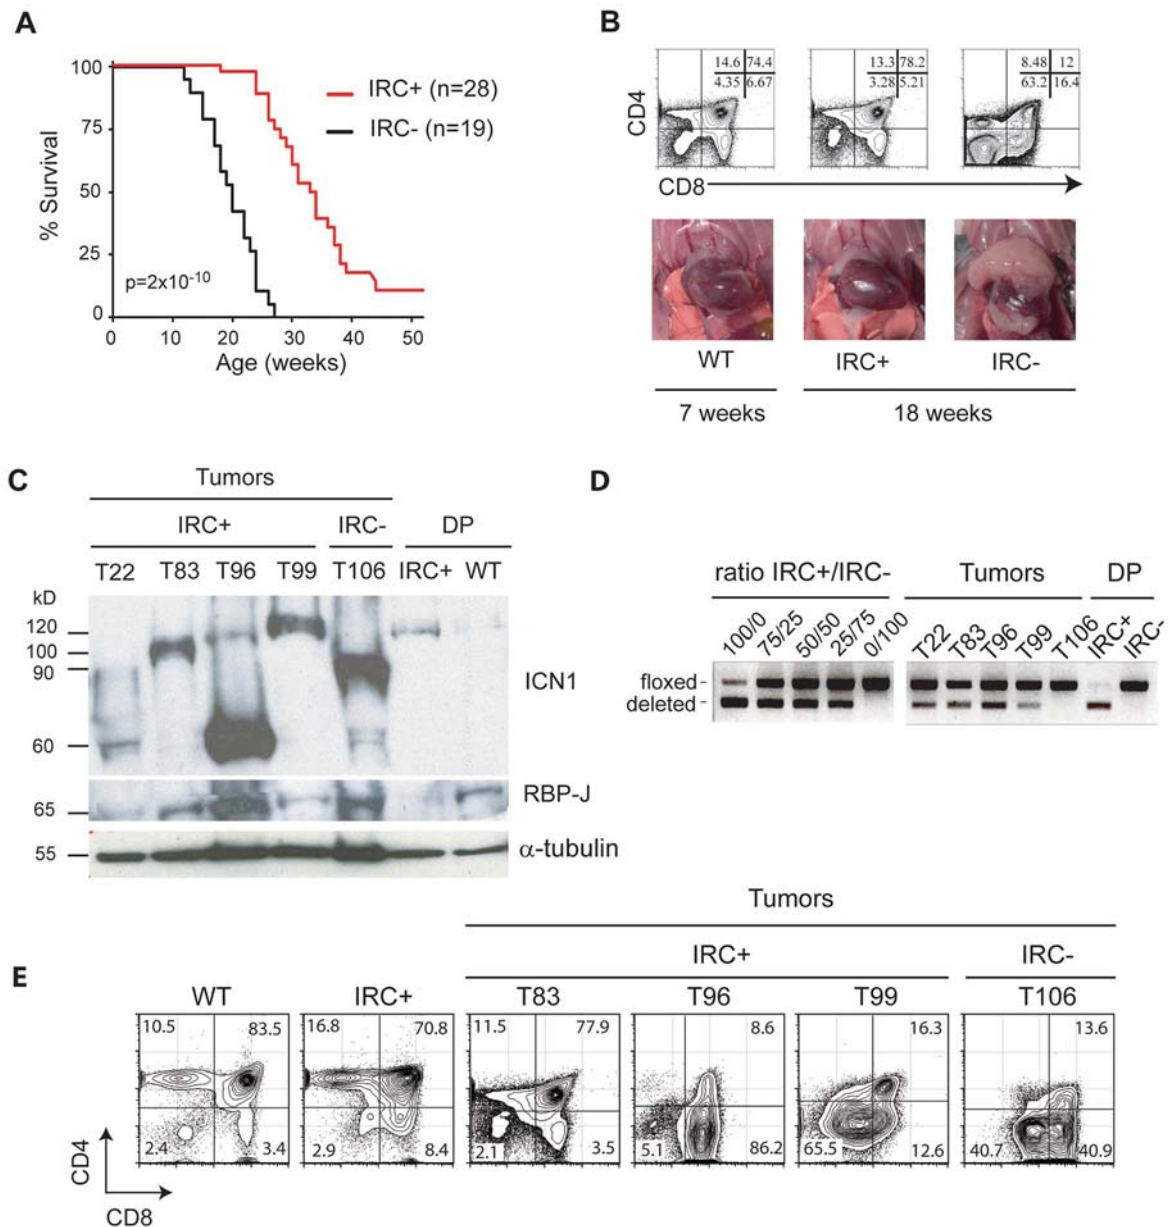 A
100
75
50
25
0
% Survival
IRC+ (n=28)
IRC- (n=19)
p=2x10⁻¹⁰
0 10 20 30 40 50
Age (weeks)
B
14.6 74.4
4.35 6.67
13.3 78.2
3.28 5.21
8.48 12
63.2 16.4
CD4
CD8
WT IRC+ IRC-
7 weeks 18 weeks
C
Tumors
IRC+ IRC- DP
T22 T83 T96 T99 T106 IRC+ WT
kD
120
100
90
60
ICN1
65
RBP-J
55
α-tubulin
D
ratio IRC+/IRC- Tumors DP
100/0 75/25 50/50 25/75 0/100 T22 T83 T96 T99 T106 IRC+ IRC-
floxed-
deleted-
E
Tumors
IRC+ IRC-
WT IRC+ T83 T96 T99 T106
10.5 83.5 16.8 70.8 11.5 77.9 8.6 16.3 13.6
2.4 3.4 2.9 8.4 2.1 3.5 5.1 86.2 65.5 12.6 40.7 40.9
CD4
CD8